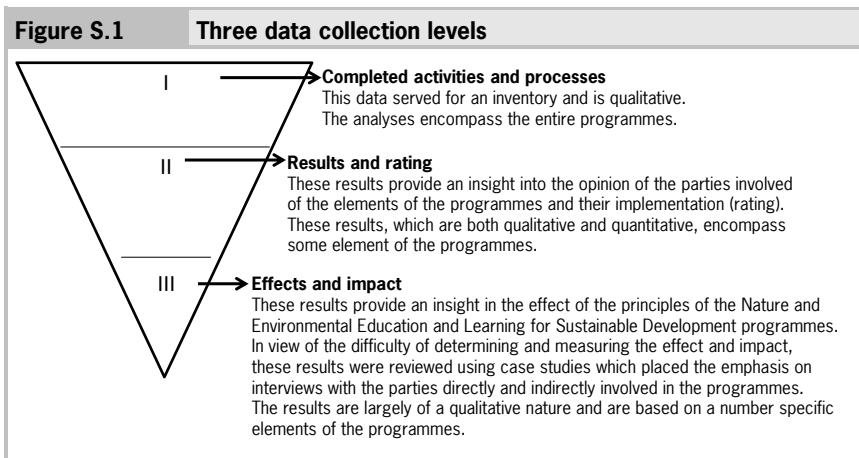 Figure S.1 Three data collection levels
I
Completed activities and processes
This data served for an inventory and is qualitative.
The analyses encompass the entire programmes.
II
Results and rating
These results provide an insight into the opinion of the parties involved
of the elements of the programmes and their implementation (rating).
These results, which are both qualitative and quantitative, encompass
some element of the programmes.
III
Effects and impact
These results provide an insight in the effect of the principles of the Nature and
Environmental Education and Learning for Sustainable Development programmes.
In view of the difficulty of determining and measuring the effect and impact,
these results were reviewed using case studies which placed the emphasis on
interviews with the parties directly and indirectly involved in the programmes.
The results are largely of a qualitative nature and are based on a number specific
elements of the programmes.